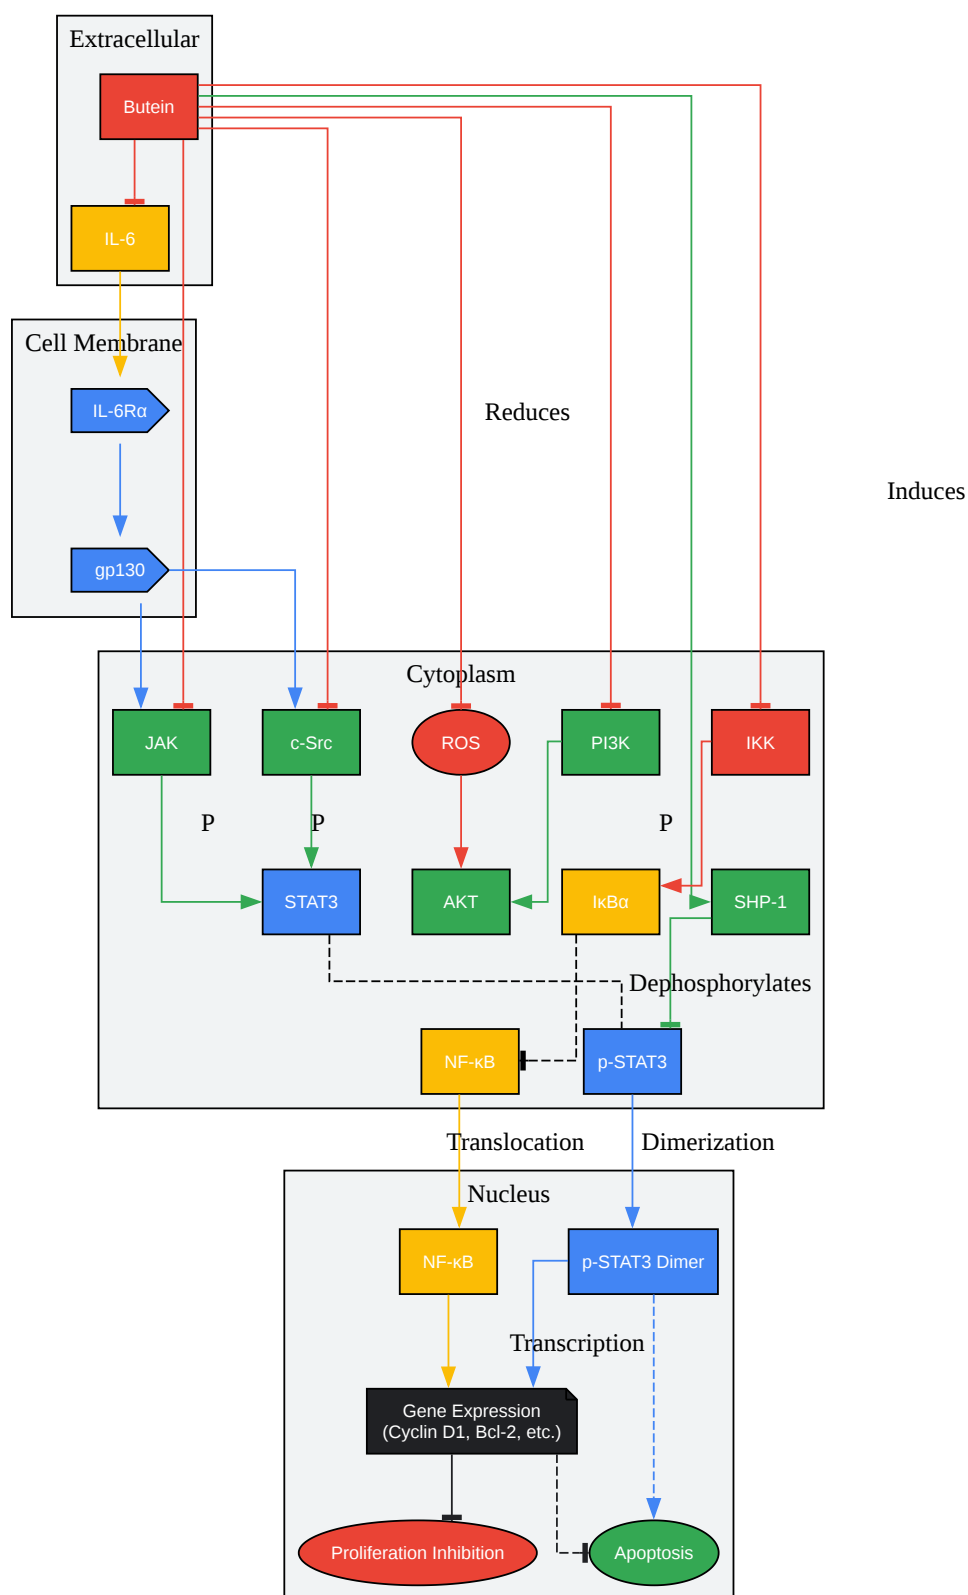 Extracellular
Butein
IL-6
Cell Membrane
IL-6Rα
Reduces
Induces
gp130
Cytoplasm
JAK
c-Src
ROS
PI3K
IKK
P
P
P
STAT3
AKT
IκBα
SHP-1
Dephosphorylates
NF-κB
p-STAT3
Translocation
Dimerization
Nucleus
NF-κB
p-STAT3 Dimer
Transcription
Gene Expression
(Cyclin D1, Bcl-2, etc.)
Proliferation Inhibition
Apoptosis